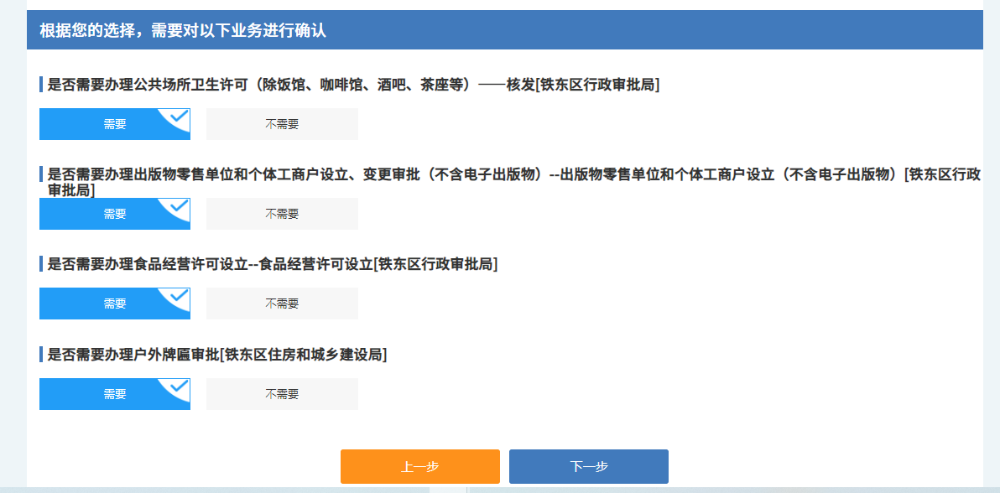 根据您的选择，需要对以下业务进行确认
是否需要办理公共场所卫生许可（除饭馆、咖啡馆、酒吧、茶座等）——核发[铁东区行政审批局]
需要
不需要
是否需要办理出版物零售单位和个体工商户设立、变更审批（不含电子出版物）--出版物零售单位和个体工商户设立（不含电子出版物）[铁东区行政
审批局]
需要
不需要
是否需要办理食品经营许可设立--食品经营许可设立[铁东区行政审批局]
需要
不需要
是否需要办理户外牌匾审批[铁东区住房和城乡建设局]
需要
不需要
上一步
下一步